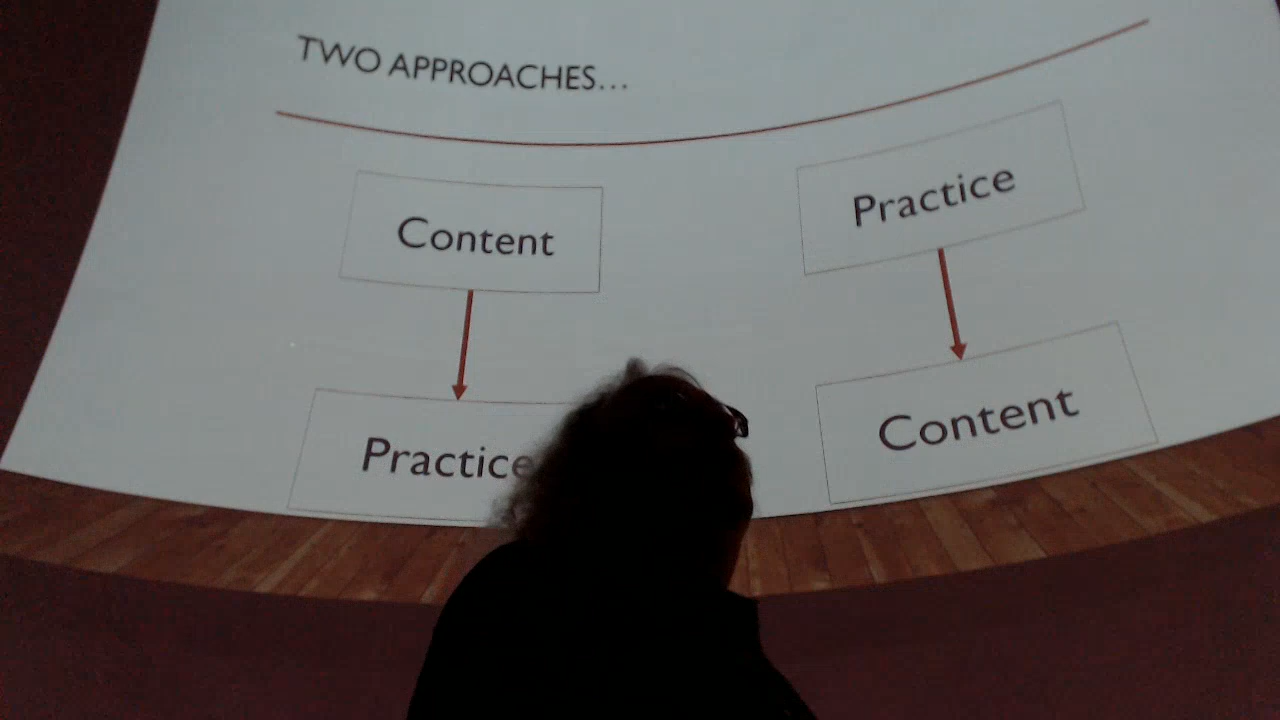 TWO APPROACHES...
Content
Practice
Practice
Content